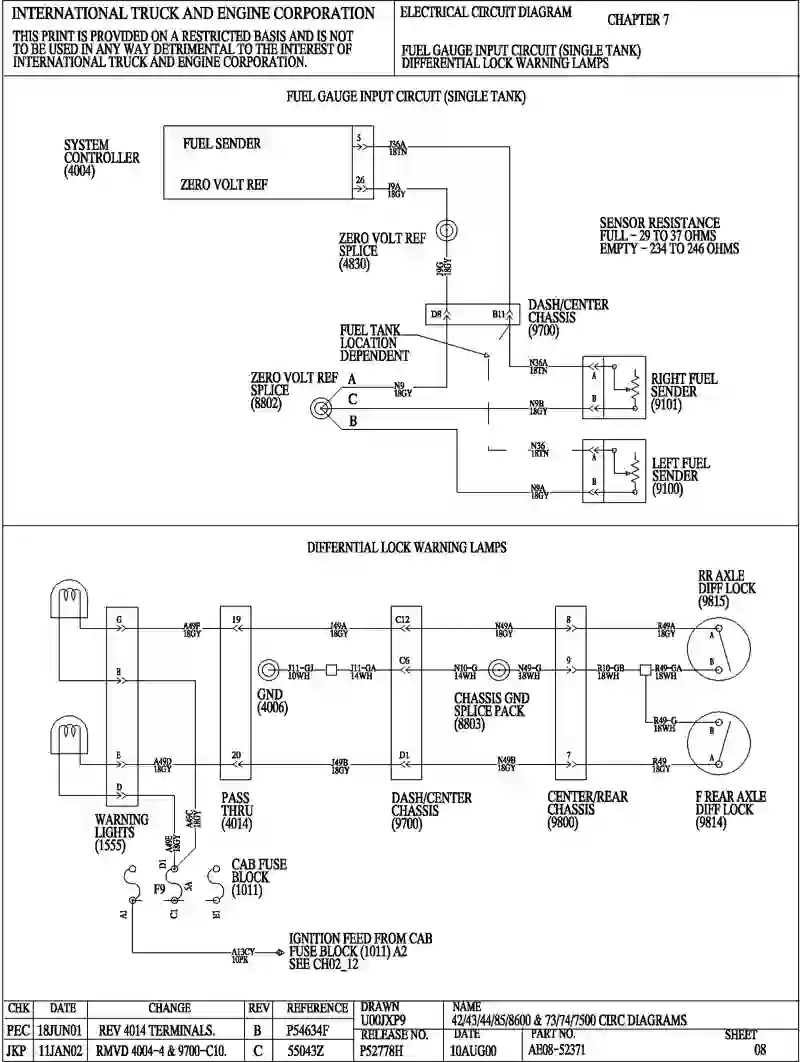 INTERNATIONAL TRUCK AND ENGINE CORPORATION
THIS PRINT IS PROVIDED ON A RESTRICTED BASIS AND IS NOT
TO BE USED IN ANY WAY DETRIMENTAL TO THE INTEREST OF
INTERNATIONAL TRUCK AND ENGINE CORPORATION.
ELECTRICAL CIRCUIT DIAGRAM
CHAPTER 7
FUEL GAUGE INPUT CIRCUIT (SINGLE TANK)
DIFFERENTIAL LOCK WARNING LAMPS
FUEL GAUGE INPUT CIRCUIT (SINGLE TANK)
SYSTEM
CONTROLLER
(4004)
FUEL SENDER
5
J36A
18TN
ZERO VOLT REF
26
J9A
18GY
ZERO VOLT REF
SPLICE
(4830)
J9G
18GY
SENSOR RESISTANCE
FULL - 29 TO 37 OHMS
EMPTY - 234 TO 246 OHMS
D8
B11
DASH/CENTER
CHASSIS
(9700)
FUEL TANK
LOCATION
DEPENDENT
ZERO VOLT REF
SPLICE
(8802)
A
C
B
N9
18GY
N36A
18TN
A
N9B
18GY
B
RIGHT FUEL
SENDER
(9101)
N36
18TN
A
N9A
18GY
B
LEFT FUEL
SENDER
(9100)
DIFFERNTIAL LOCK WARNING LAMPS
RR AXLE
DIFF LOCK
(9815)
G
A49F
18GY
19
J49A
18GY
C12
N49A
18GY
8
R49A
18GY
A
H
J11-GJ
10WH
J11-GA
14WH
C6
N10-G
14WH
N49-G
18WH
9
R10-GB
18WH
R49-GA
18WH
B
GND
(4006)
CHASSIS GND
SPLICE PACK
(8803)
R49-G
18WH
B
E
A49D
18GY
20
J49B
18GY
D1
N49B
18GY
7
R49
18GY
A
D
WARNING
LIGHTS
(1555)
A49E
18GY
A49C
18GY
PASS
THRU
(4014)
DASH/CENTER
CHASSIS
(9700)
CENTER/REAR
CHASSIS
(9800)
F REAR AXLE
DIFF LOCK
(9814)
D1
F9
5A
CAB FUSE
BLOCK
(1011)
A1
C1
E1
A13CY
10PK
IGNITION FEED FROM CAB
FUSE BLOCK (1011) A2
SEE CH02_12
CHK DATE CHANGE REV REFERENCE
PEC 18JUN01 REV 4014 TERMINALS. B P54634F
JKP 11JAN02 RMVD 4004-4 & 9700-C10. C 55043Z
DRAWN
U00JXP9
NAME
42/43/44/85/8600 & 73/74/7500 CIRC DIAGRAMS
RELEASE NO.
P52778H
DATE
10AUG00
PART NO.
AE08-52371
SHEET
08